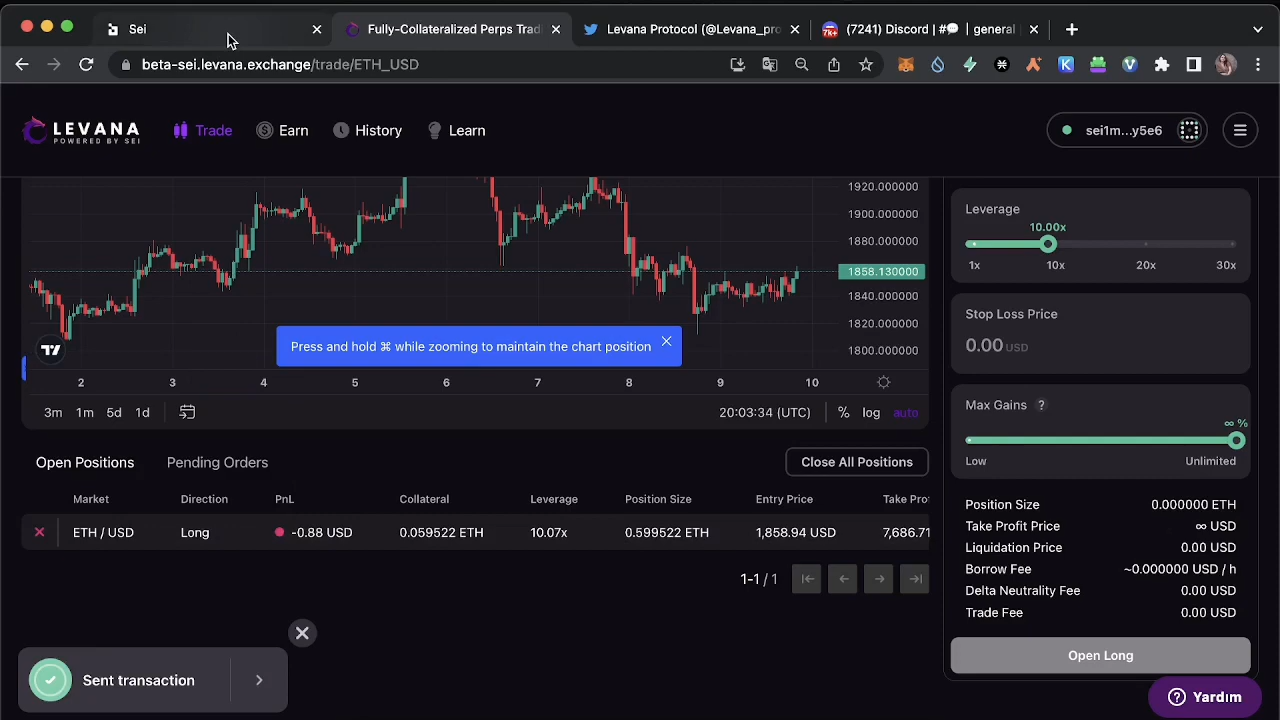 Sei
Fully-Collateralized Perps Tradi
Levana Protocol (@Levana_pro
(7241) Discord | #💬 | general |
beta-sei.levana.exchange/trade/ETH_USD
LEVANA
POWERED BY SEI
Trade
Earn
History
Learn
sei1m...y5e6
1920.000000
1900.000000
1880.000000
1858.130000
1840.000000
1820.000000
1800.000000
Press and hold ⌘ while zooming to maintain the chart position
2 3 4 5 6 7 8 9 10
3m 1m 5d 1d
20:03:34 (UTC) % log auto
Open Positions
Pending Orders
Close All Positions
Market Direction PnL Collateral Leverage Position Size Entry Price Take Prof
ETH / USD Long -0.88 USD 0.059522 ETH 10.07x 0.599522 ETH 1,858.94 USD 7,686.71
1-1 / 1
Sent transaction
Leverage
10.00x
1x 10x 20x 30x
Stop Loss Price
0.00 USD
Max Gains ?
∞ %
Low Unlimited
Position Size 0.000000 ETH
Take Profit Price ∞ USD
Liquidation Price 0.00 USD
Borrow Fee ~0.000000 USD / h
Delta Neutrality Fee 0.00 USD
Trade Fee 0.00 USD
Open Long
Yardım